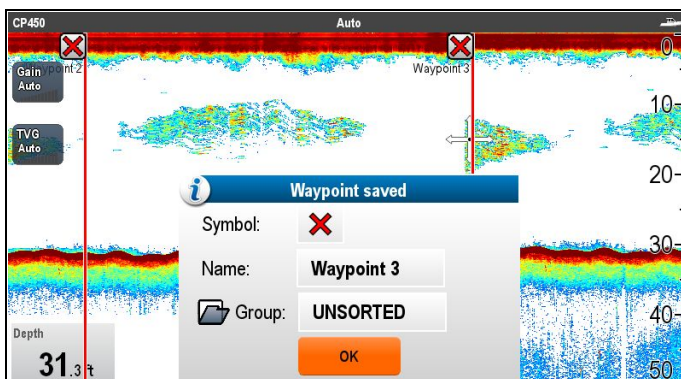 CP450 Auto
0
Waypoint 2 Waypoint 3
Gain
Auto
10
TVG
Auto
20
Waypoint saved
Symbol:
Name: Waypoint 3
30
Group: UNSORTED
40
Depth
31.3 ft
OK
50